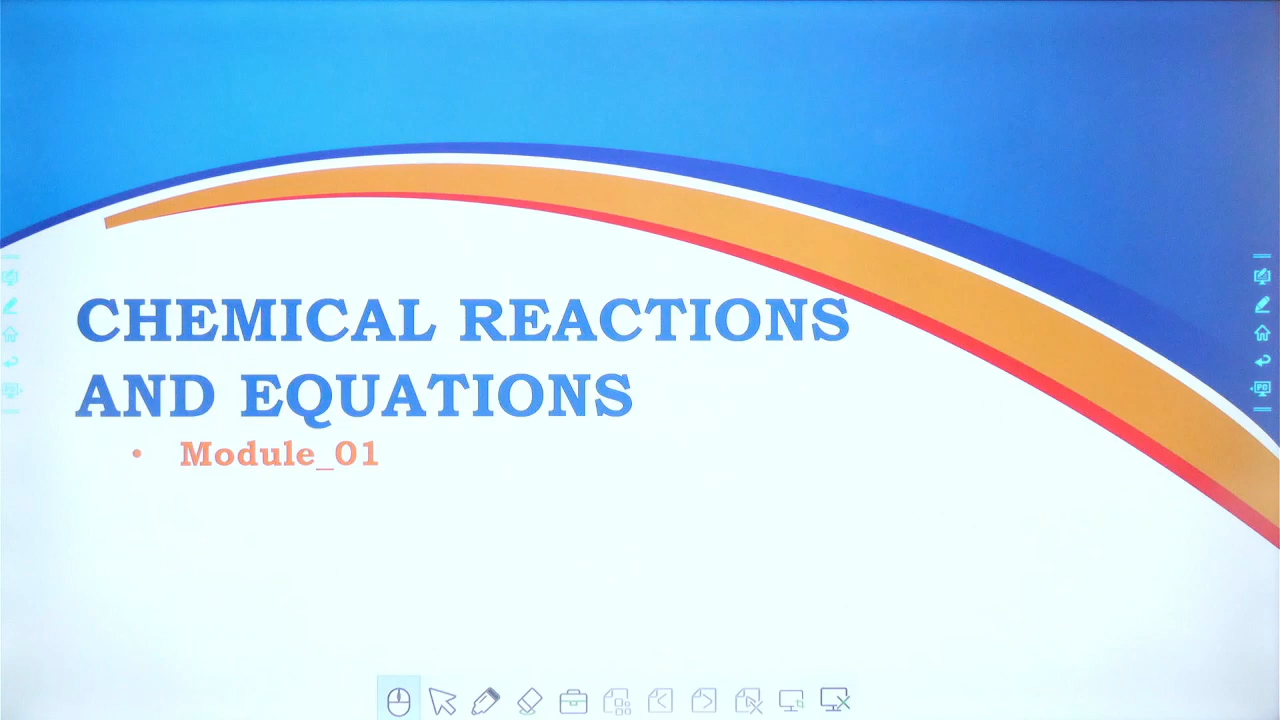 CHEMICAL REACTIONS
AND EQUATIONS
• Module_01